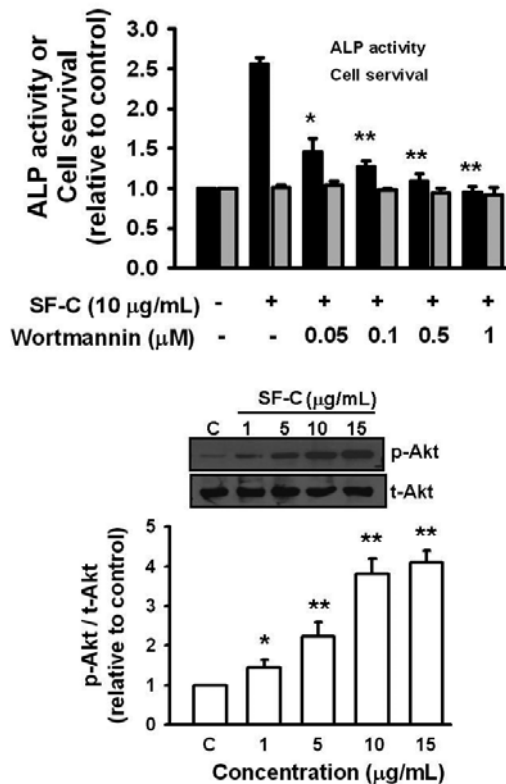 ALP activity or
Cell servival
(relative to control)
3.0
2.5
2.0
1.5
1.0
0.5
0.0
ALP activity
Cell servival
* ** ** **
SF-C (10 μg/mL) - + + + + +
Wortmannin (μM) - - 0.05 0.1 0.5 1
SF-C (μg/mL)
C 1 5 10 15
p-Akt
t-Akt
p-Akt / t-Akt
(relative to control)
5
4
3
2
1
0
* ** ** **
C 1 5 10 15
Concentration (μg/mL)